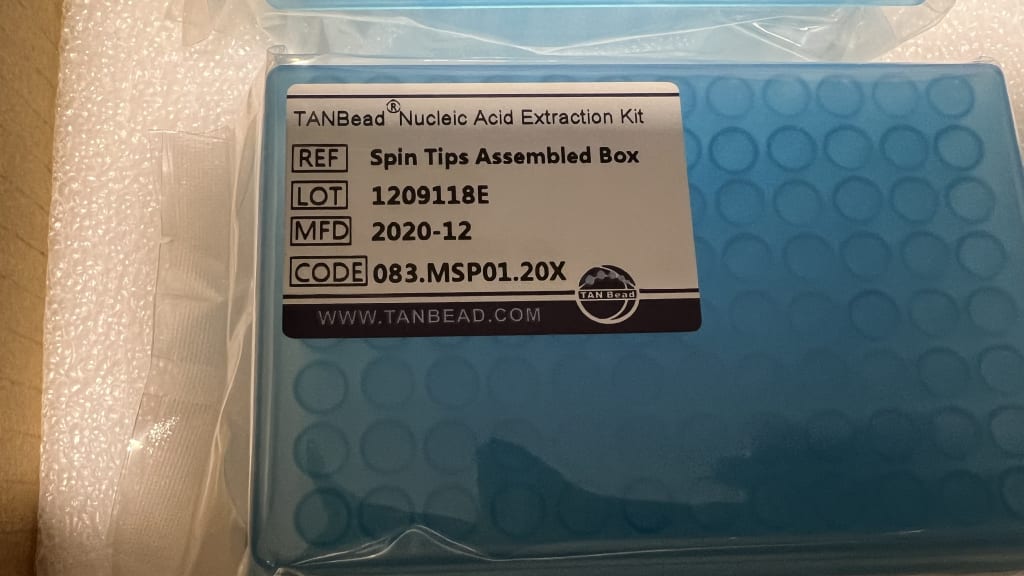 TANBead® Nucleic Acid Extraction Kit
REF Spin Tips Assembled Box
LOT 1209118E
MFD 2020-12
CODE 083.MSP01.20X
TAN Bead
WWW.TANBEAD.COM